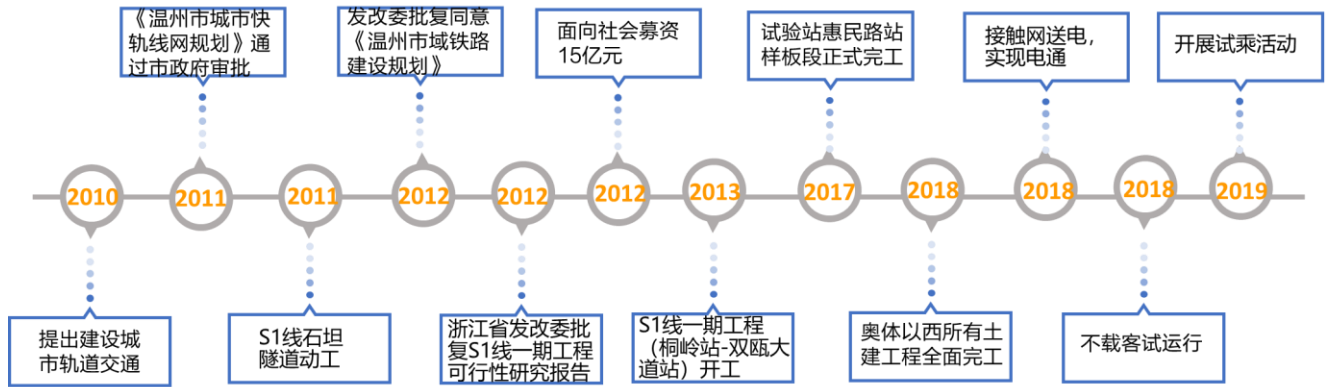 《温州市城市快
轨线网规划》通
过市政府审批
发改委批复同意
《温州市域铁路
建设规划》
面向社会募资
15亿元
试验站惠民路站
样板段正式完工
接触网送电，
实现电通
开展试乘活动
2010
2011
2011
2012
2012
2012
2013
2017
2018
2018
2018
2019
提出建设城
市轨道交通
S1线石坦
隧道动工
浙江省发改委批
复S1线一期工程
可行性研究报告
S1线一期工程
（桐岭站-双瓯大
道站）开工
奥体以西所有土
建工程全面完工
不载客试运行